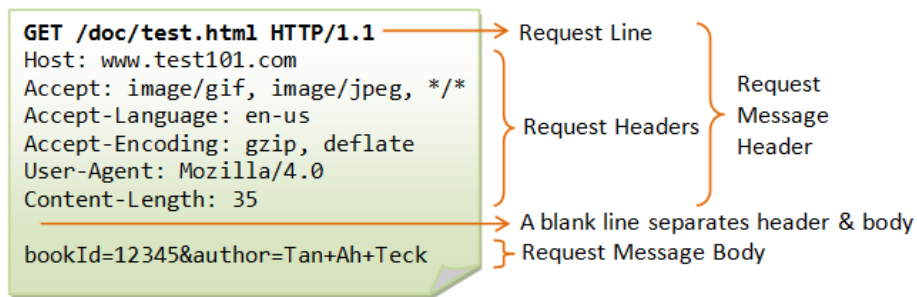 GET /doc/test.html HTTP/1.1
Host: www.test101.com
Accept: image/gif, image/jpeg, */*
Accept-Language: en-us
Accept-Encoding: gzip, deflate
User-Agent: Mozilla/4.0
Content-Length: 35
bookId=12345&author=Tan+Ah+Teck
Request Line
Request Headers
Request
Message
Header
A blank line separates header & body
Request Message Body